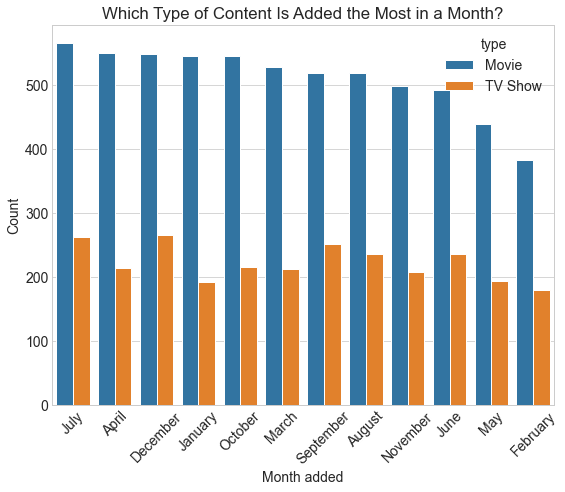 Which Type of Content Is Added the Most in a Month?
type
Movie
TV Show
Count
500
400
300
200
100
0
July
April
December
January
October
March
September
August
November
June
May
February
Month added